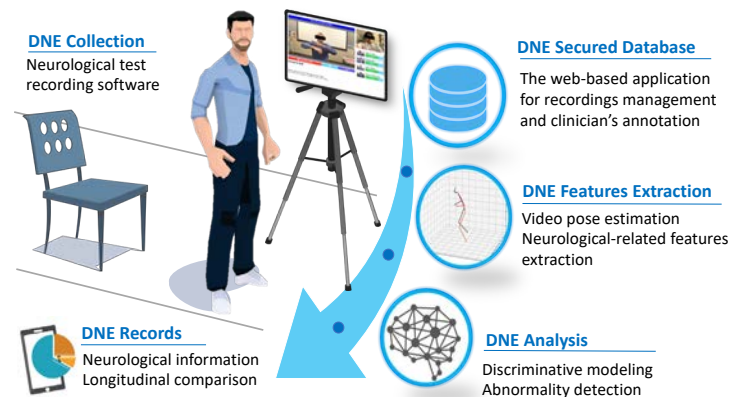 DNE Collection
Neurological test
recording software
DNE Secured Database
The web-based application
for recordings management
and clinician's annotation
DNE Features Extraction
Video pose estimation
Neurological-related features
extraction
DNE Analysis
Discriminative modeling
Abnormality detection
DNE Records
Neurological information
Longitudinal comparison